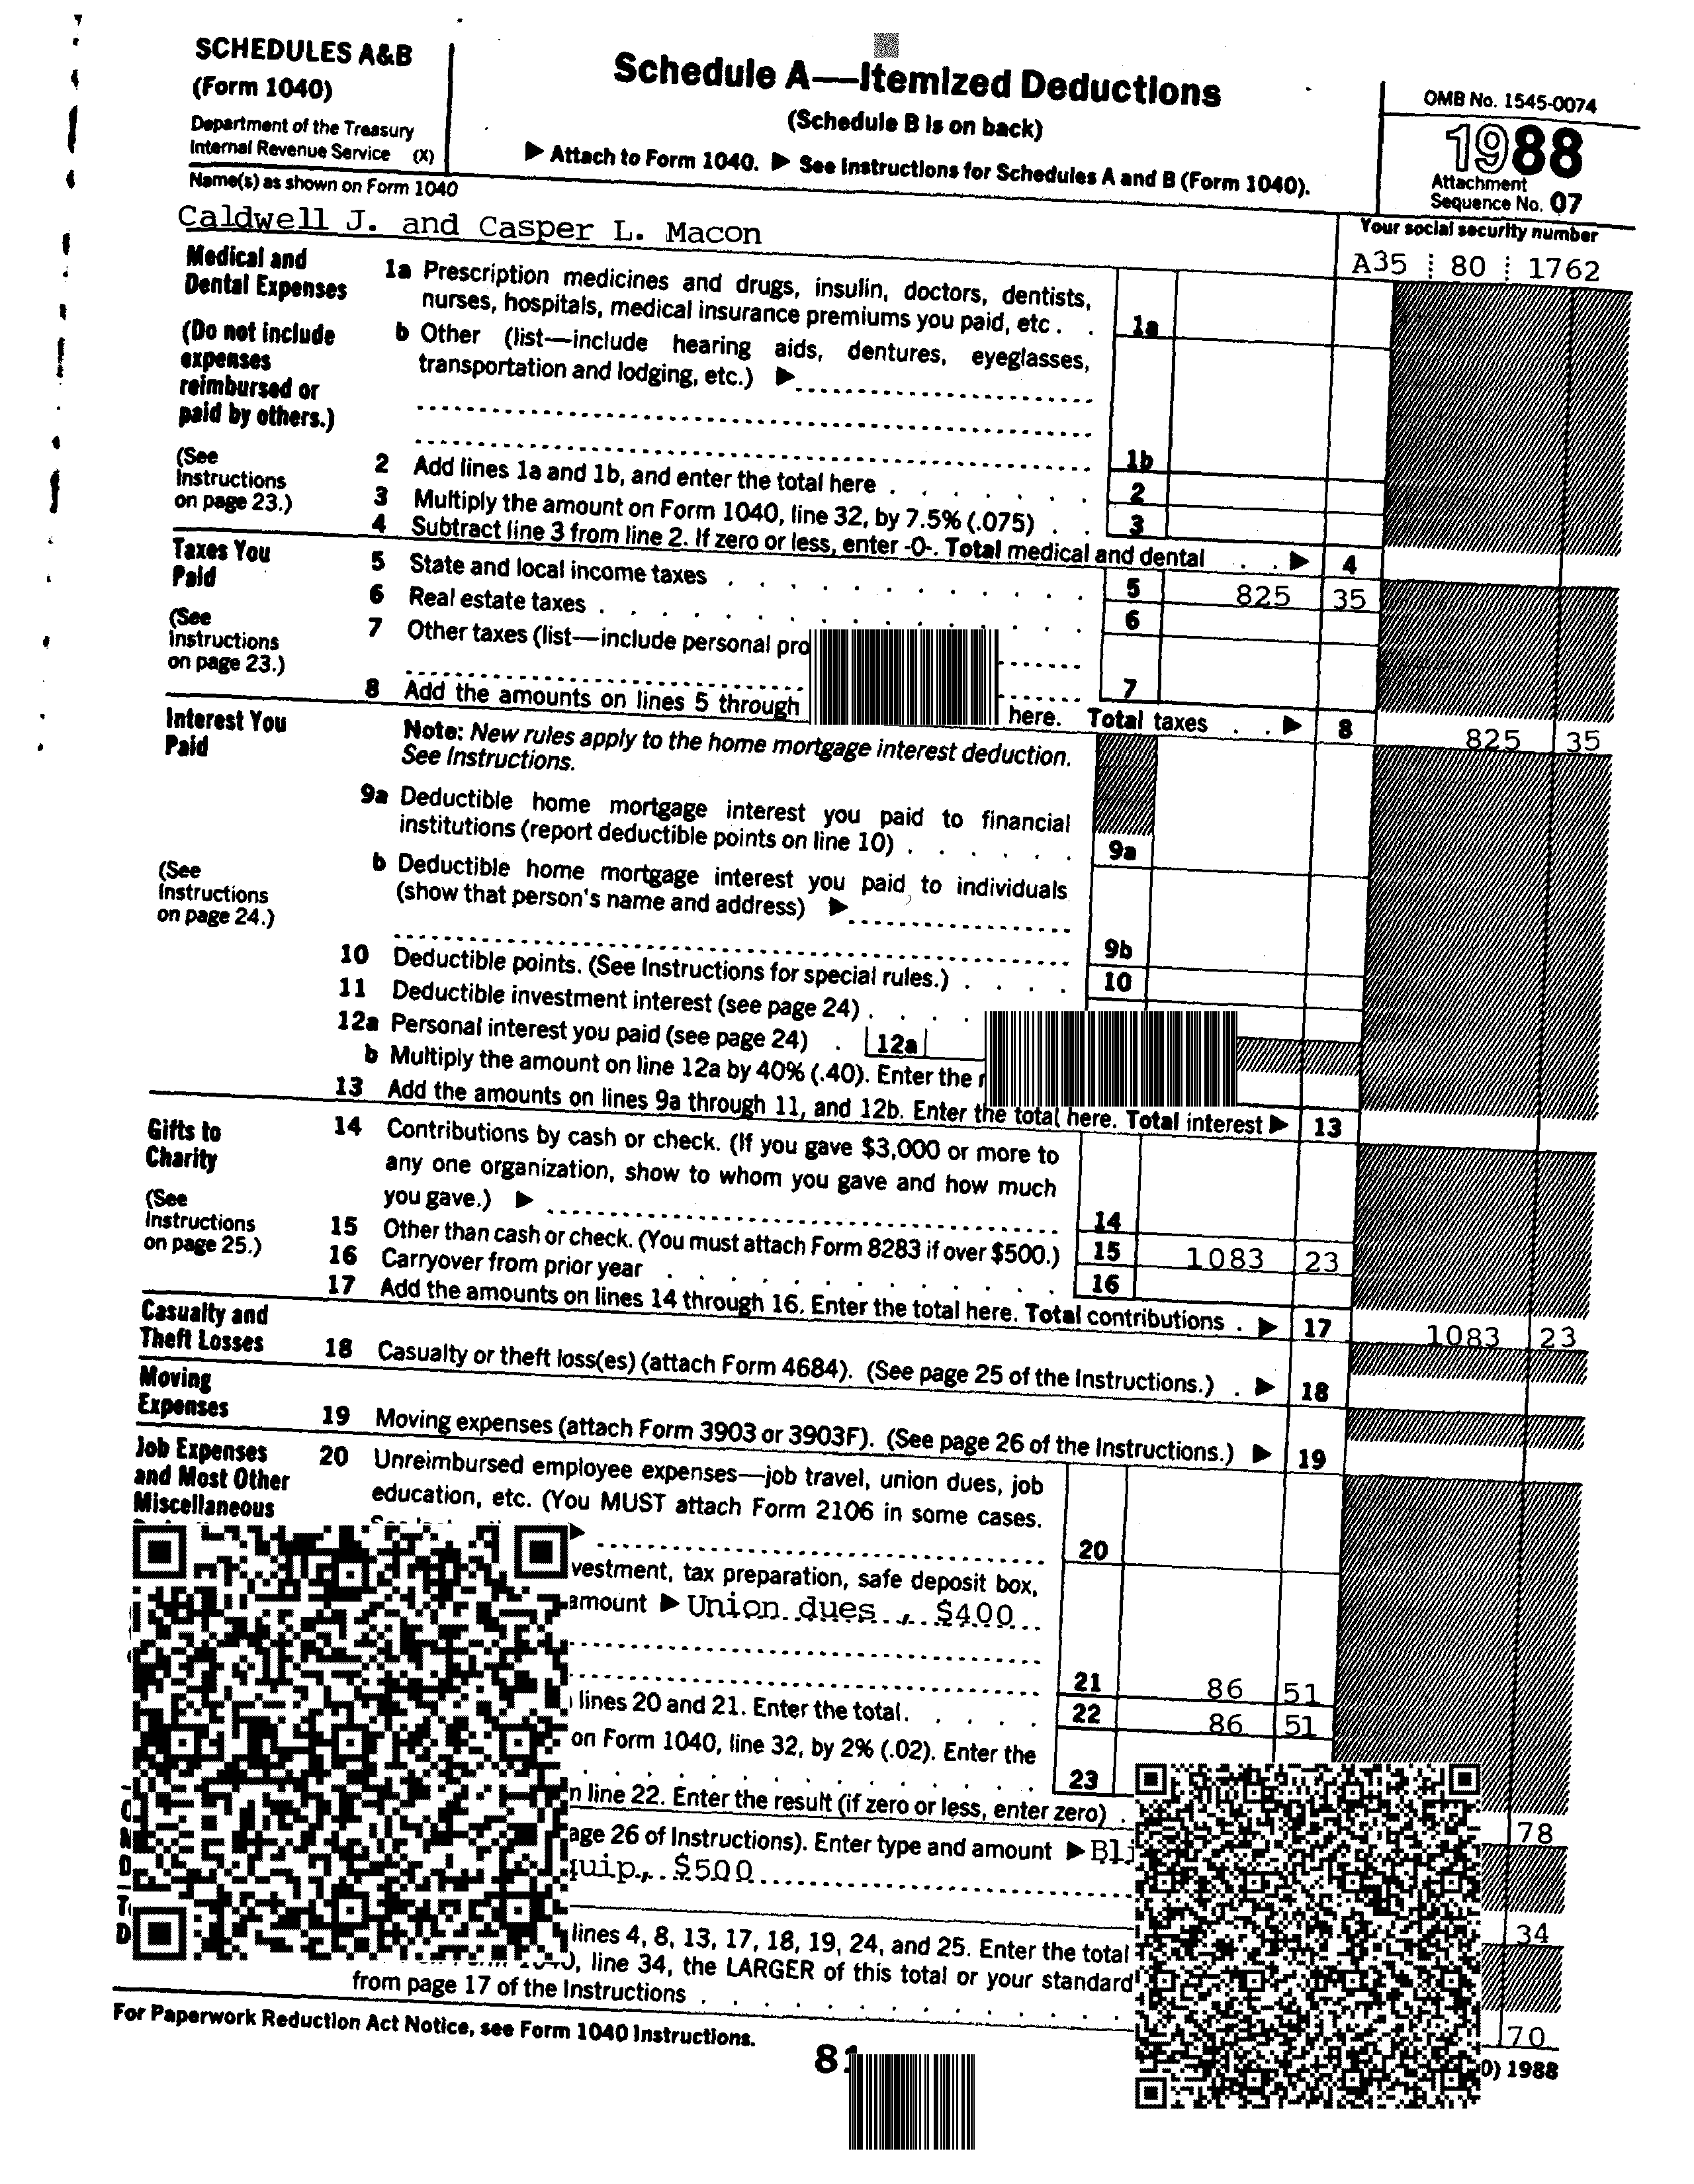 SCHEDULES A&B
(Form 1040)
Department of the Treasury
Internal Revenue Service (X)
Schedule A—Itemized Deductions
(Schedule B is on back)
▶ Attach to Form 1040. ▶ See Instructions for Schedules A and B (Form 1040).
OMB No. 1545-0074
1988
Attachment
Sequence No. 07
Name(s) as shown on Form 1040
Caldwell J. and Casper L. Macon
Your social security number
A35 80 1762
Medical and
Dental Expenses
(Do not include
expenses
reimbursed or
paid by others.)
(See
Instructions
on page 23.)
1a Prescription medicines and drugs, insulin, doctors, dentists,
nurses, hospitals, medical insurance premiums you paid, etc . . 1a
b Other (list—include hearing aids, dentures, eyeglasses,
transportation and lodging, etc.) ▶
1b
2 Add lines 1a and 1b, and enter the total here . . . . . . . 2
3 Multiply the amount on Form 1040, line 32, by 7.5% (.075) . . 3
4 Subtract line 3 from line 2. If zero or less, enter -0-. Total medical and dental . . ▶ 4
Taxes You
Paid
(See
Instructions
on page 23.)
5 State and local income taxes . . . . . . . . . . . 5 825 35
6 Real estate taxes . . . . . . . . . . . . . . 6
7 Other taxes (list—include personal pro
7
8 Add the amounts on lines 5 through here. Total taxes . . ▶ 8 825 35
Interest You
Paid
(See
Instructions
on page 24.)
Note: New rules apply to the home mortgage interest deduction.
See Instructions.
9a Deductible home mortgage interest you paid to financial
institutions (report deductible points on line 10) . . . . . . 9a
b Deductible home mortgage interest you paid to individuals
(show that person's name and address) ▶
9b
10 Deductible points. (See Instructions for special rules.) . . . . 10
11 Deductible investment interest (see page 24) . . . .
12a Personal interest you paid (see page 24) . 12a
b Multiply the amount on line 12a by 40% (.40). Enter the
13 Add the amounts on lines 9a through 11, and 12b. Enter the total here. Total interest ▶ 13
Gifts to
Charity
(See
Instructions
on page 25.)
14 Contributions by cash or check. (If you gave $3,000 or more to
any one organization, show to whom you gave and how much
you gave.) ▶
14
15 Other than cash or check. (You must attach Form 8283 if over $500.) 15 1083 23
16 Carryover from prior year . . . . . . . . . . . . 16
17 Add the amounts on lines 14 through 16. Enter the total here. Total contributions . ▶ 17 1083 23
Casualty and
Theft Losses
18 Casualty or theft loss(es) (attach Form 4684). (See page 25 of the Instructions.) . ▶ 18
Moving
Expenses
19 Moving expenses (attach Form 3903 or 3903F). (See page 26 of the Instructions.) ▶ 19
Job Expenses
and Most Other
Miscellaneous
20 Unreimbursed employee expenses—job travel, union dues, job
education, etc. (You MUST attach Form 2106 in some cases.
▶ 20
vestment, tax preparation, safe deposit box,
amount ▶ Union dues , $400
21 86 51
lines 20 and 21. Enter the total . . . . . 22 86 51
on Form 1040, line 32, by 2% (.02). Enter the
23
line 22. Enter the result (if zero or less, enter zero) .
78
age 26 of Instructions). Enter type and amount ▶ Bli
quip., $500
34
lines 4, 8, 13, 17, 18, 19, 24, and 25. Enter the total
, line 34, the LARGER of this total or your standard
from page 17 of the Instructions . . . . . . . . . . . .
70
For Paperwork Reduction Act Notice, see Form 1040 Instructions.
0) 1988